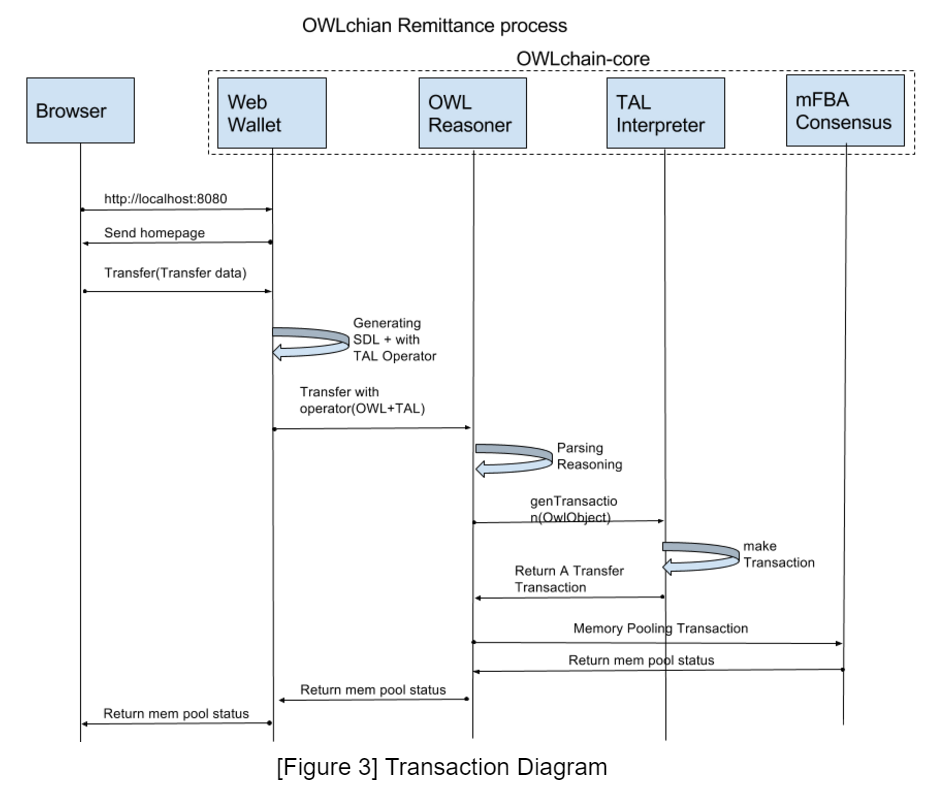 OWLchian Remittance process
OWLchain-core
Browser
Web
Wallet
OWL
Reasoner
TAL
Interpreter
mFBA
Consensus
http://localhost:8080
Send homepage
Transfer(Transfer data)
Generating
SDL + with
TAL Operator
Transfer with
operator(OWL+TAL)
Parsing
Reasoning
genTransactio
n(OwlObject)
make
Transaction
Return A Transfer
Transaction
Memory Pooling Transaction
Return mem pool status
Return mem pool status
Return mem pool status
[Figure 3] Transaction Diagram